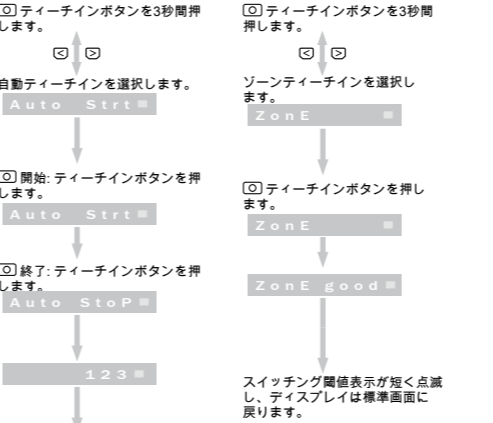 ティーチインボタンを3秒間押
します。
自動ティーチインを選択します。
Auto Strt
開始: ティーチインボタンを押
します。
Auto Strt
終了: ティーチインボタンを押
します。
Auto StoP
123
ティーチインボタンを3秒間
押します。
ゾーンティーチインを選択し
ます。
ZonE
ティーチインボタンを押し
ます。
ZonE
ZonE good
スイッチング閾値表示が短く点滅
し、ディスプレイは標準画面に
戻ります。